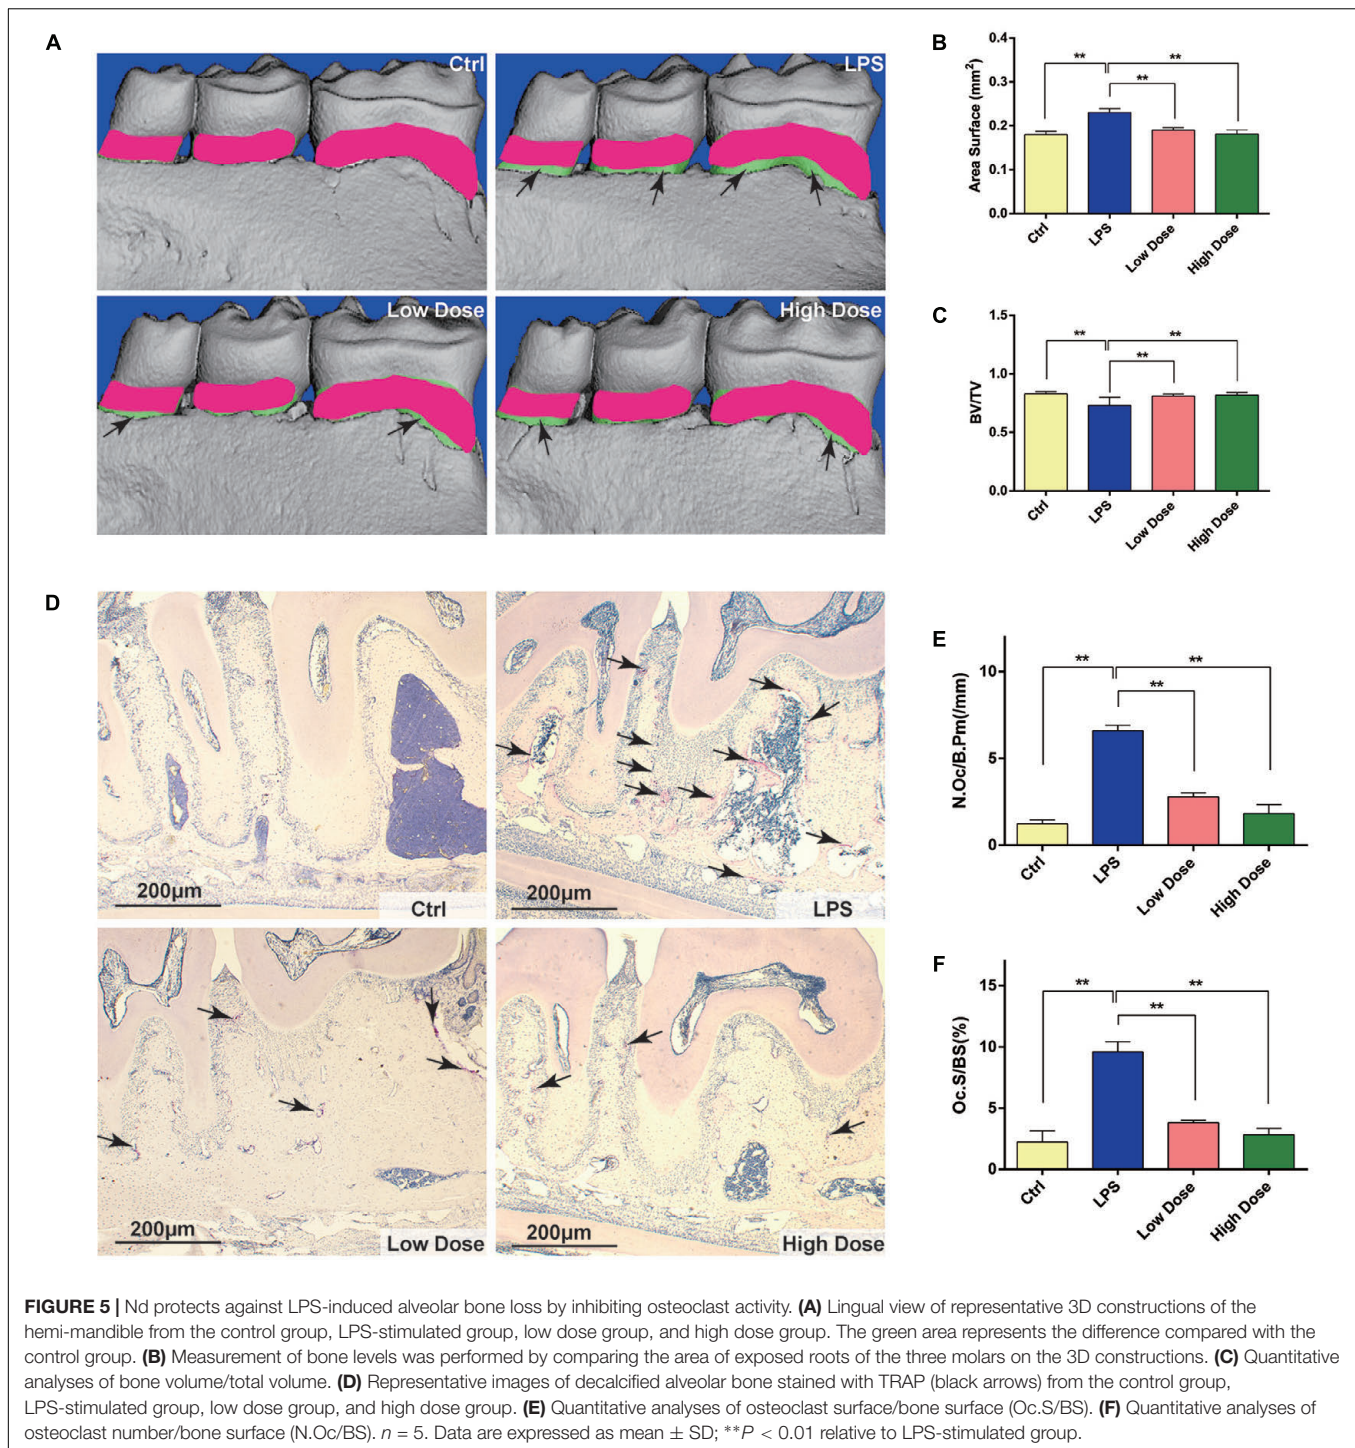 A
Ctrl
LPS
Low Dose
High Dose
B
Area Surface (mm²)
0.4
0.3
0.2
0.1
0.0
**
**
**
Ctrl
LPS
Low Dose
High Dose
C
BV/TV
1.5
1.0
0.5
0.0
**
**
**
Ctrl
LPS
Low Dose
High Dose
D
200μm
Ctrl
LPS
200μm
Low Dose
200μm
High Dose
E
N.Oc/B.Pm(/mm)
10
5
0
**
**
**
Ctrl
LPS
Low Dose
High Dose
F
Oc.S/BS(%)
15
10
5
0
**
**
**
Ctrl
LPS
Low Dose
High Dose
FIGURE 5 | Nd protects against LPS-induced alveolar bone loss by inhibiting osteoclast activity. (A) Lingual view of representative 3D constructions of the
hemi-mandible from the control group, LPS-stimulated group, low dose group, and high dose group. The green area represents the difference compared with the
control group. (B) Measurement of bone levels was performed by comparing the area of exposed roots of the three molars on the 3D constructions. (C) Quantitative
analyses of bone volume/total volume. (D) Representative images of decalcified alveolar bone stained with TRAP (black arrows) from the control group,
LPS-stimulated group, low dose group, and high dose group. (E) Quantitative analyses of osteoclast surface/bone surface (Oc.S/BS). (F) Quantitative analyses of
osteoclast number/bone surface (N.Oc/BS). n = 5. Data are expressed as mean ± SD; **P < 0.01 relative to LPS-stimulated group.